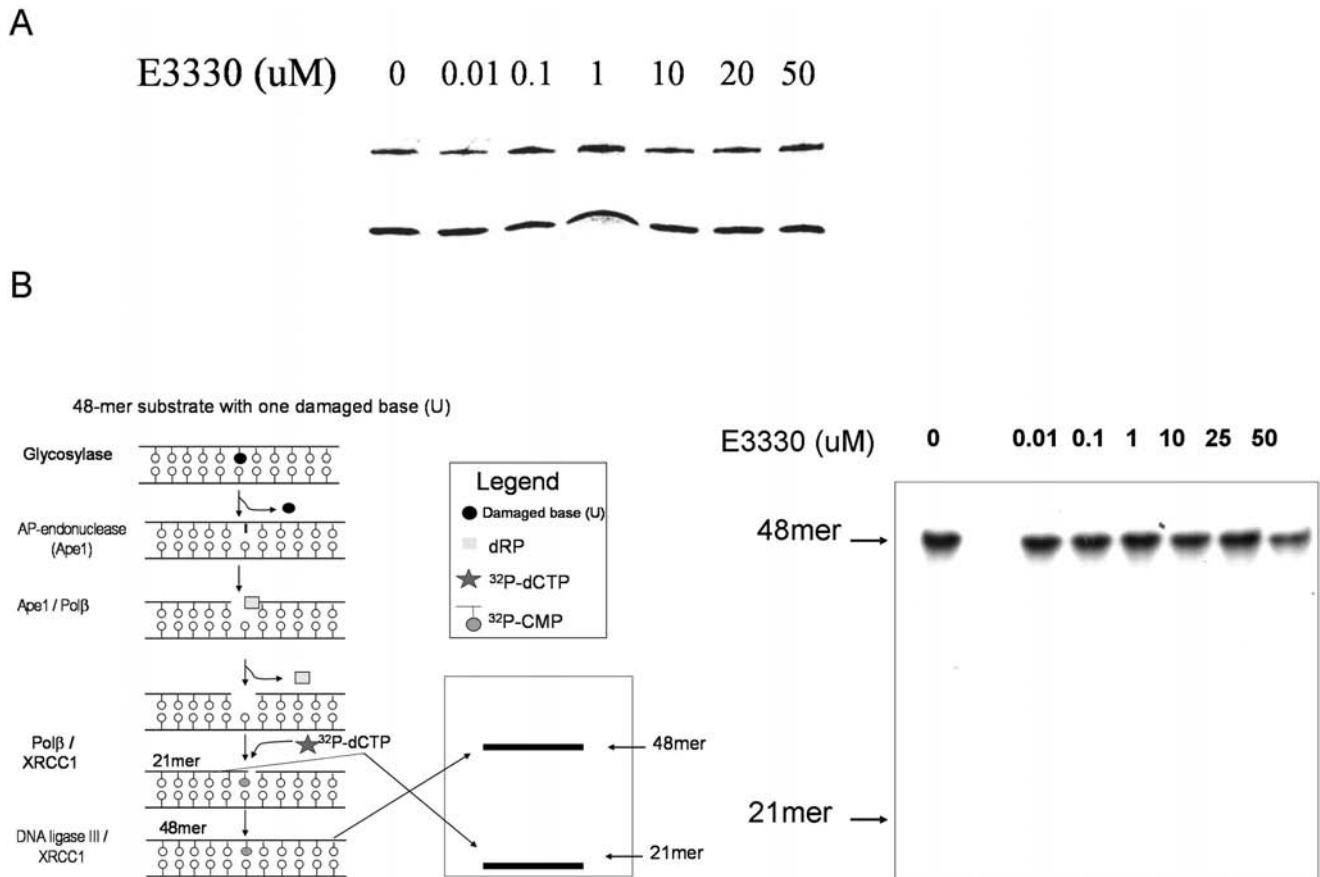 A
E3330 (uM) 0 0.01 0.1 1 10 20 50
B
48-mer substrate with one damaged base (U)
Glycosylase
AP-endonuclease
(Ape1)
Ape1 / Polβ
Polβ /
XRCC1
21mer
32P-dCTP
DNA ligase III /
XRCC1
48mer
Legend
Damaged base (U)
dRP
32P-dCTP
32P-CMP
48mer
21mer
E3330 (uM) 0 0.01 0.1 1 10 25 50
48mer
21mer